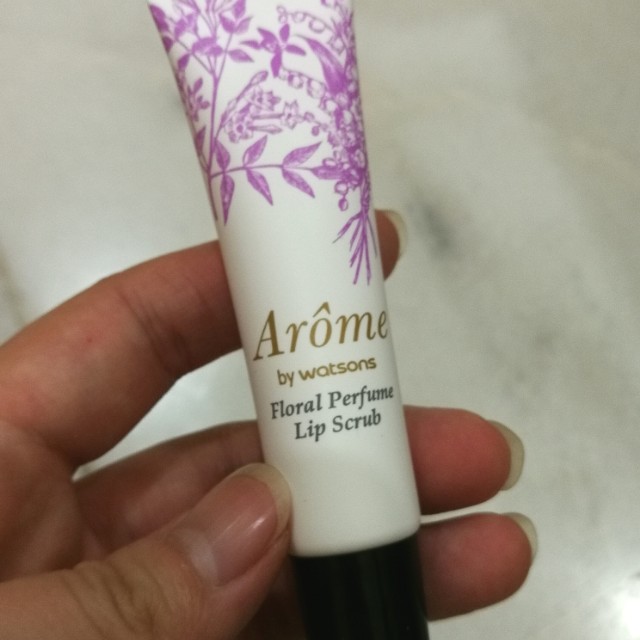 Arôme
by watsons
Floral Perfume
Lip Scrub